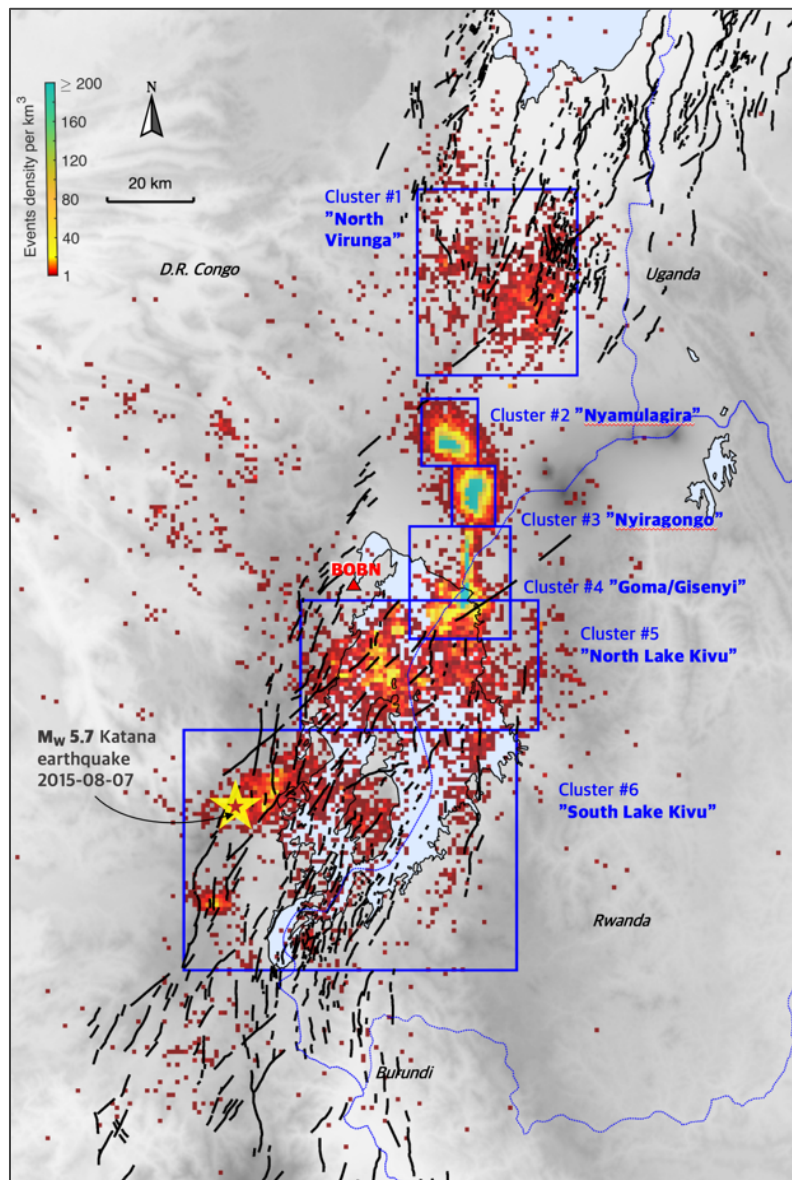 Events density per km³
≥ 200
160
120
80
40
1
N
20 km
D.R. Congo
Cluster #1
"North
Virunga"
Uganda
Cluster #2 "Nyamulagira"
Cluster #3 "Nyiragongo"
BOBN
Cluster #4 "Goma/Gisenyi"
Cluster #5
"North Lake Kivu"
Mw 5.7 Katana
earthquake
2015-08-07
Cluster #6
"South Lake Kivu"
Rwanda
Burundi